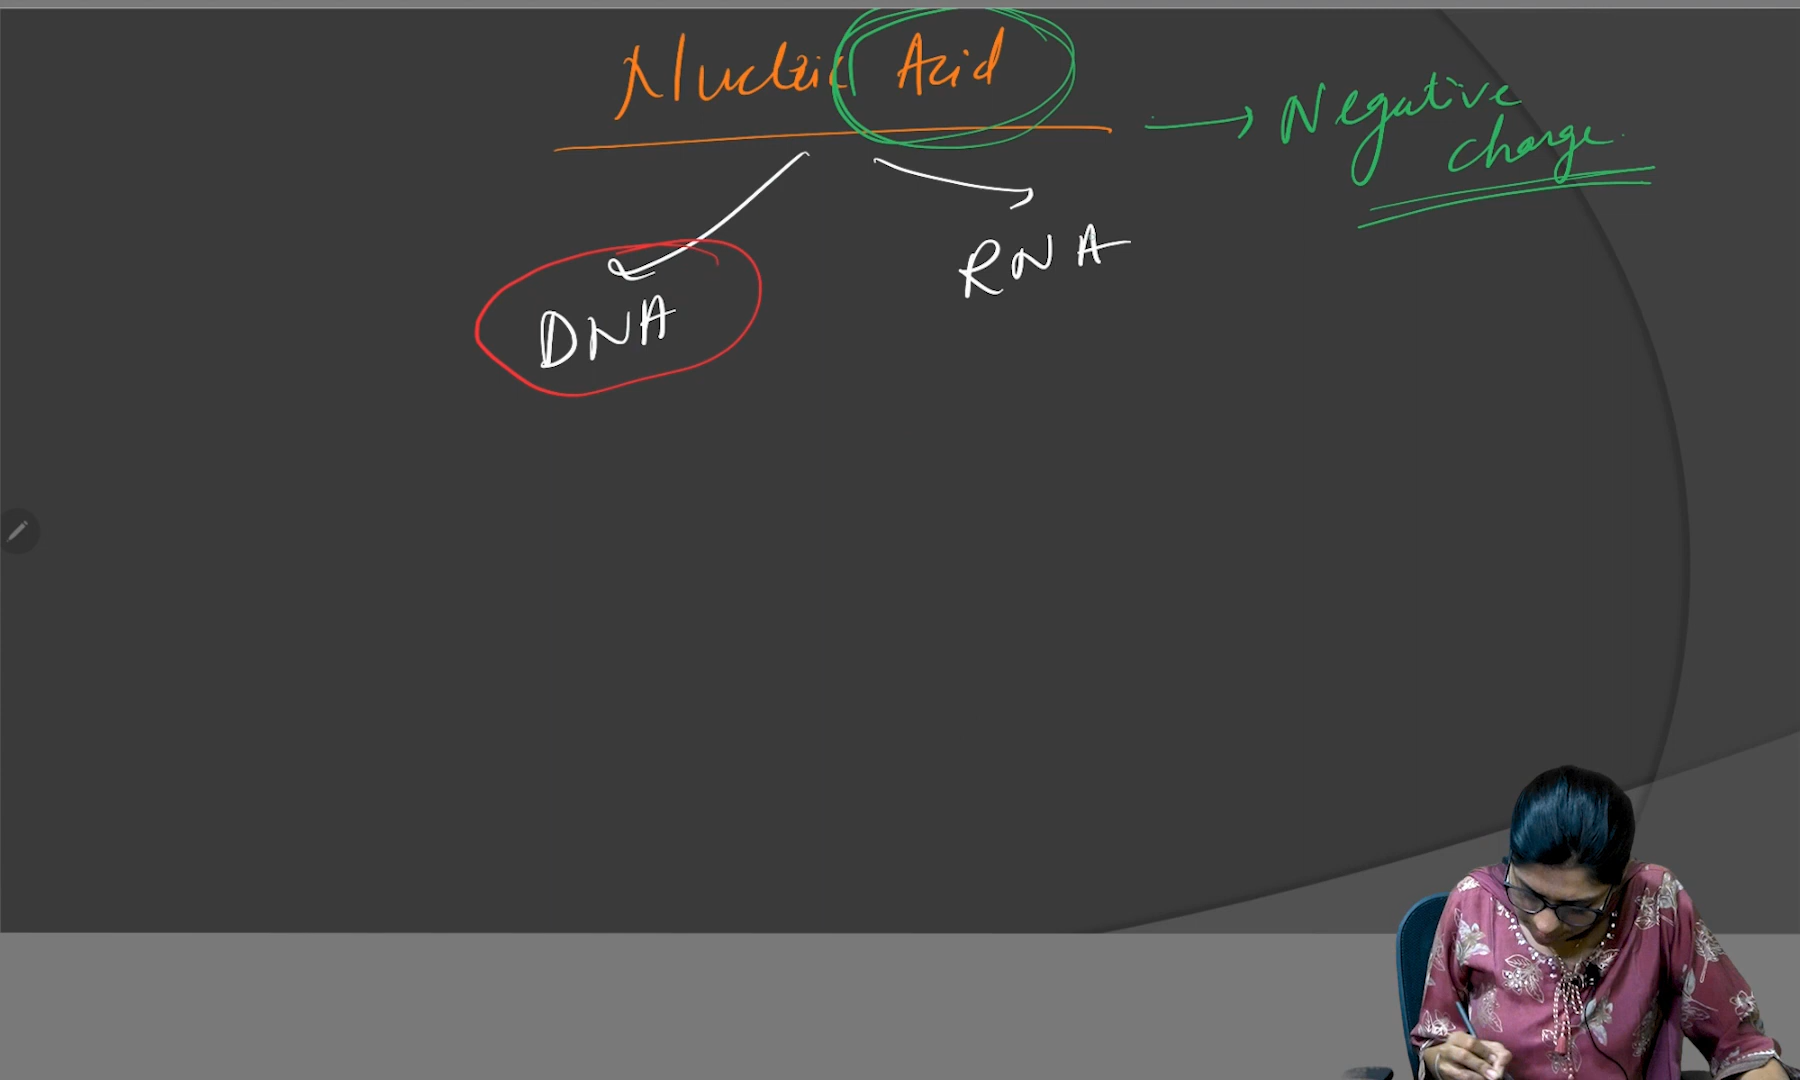 Nucleic Acid
→ Negative
charge
RNA
DNA